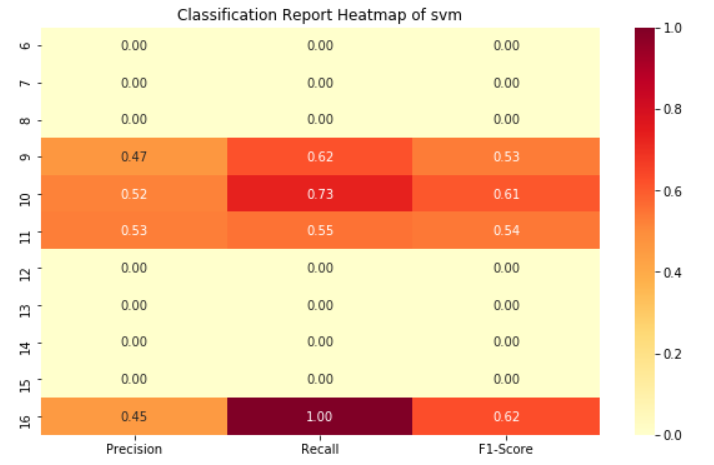 Classification Report Heatmap of svm
6 0.00 0.00 0.00
7 0.00 0.00 0.00
8 0.00 0.00 0.00
9 0.47 0.62 0.53
10 0.52 0.73 0.61
11 0.53 0.55 0.54
12 0.00 0.00 0.00
13 0.00 0.00 0.00
14 0.00 0.00 0.00
15 0.00 0.00 0.00
16 0.45 1.00 0.62
Precision Recall F1-Score
1.0
0.8
0.6
0.4
0.2
0.0